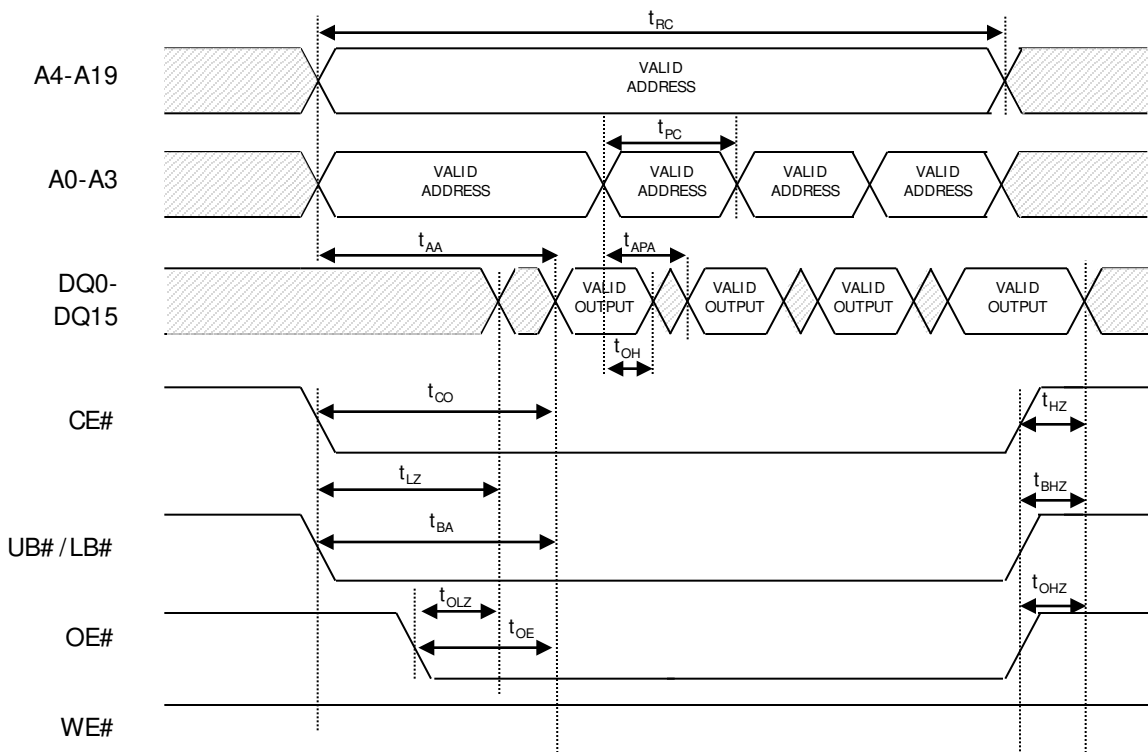 tRC
A4-A19
VALID
ADDRESS
tPC
A0-A3
VALID
ADDRESS
VALID
ADDRESS
VALID
ADDRESS
VALID
ADDRESS
tAA
tAPA
DQ0-
DQ15
VALID
OUTPUT
VALID
OUTPUT
VALID
OUTPUT
VALID
OUTPUT
tOH
CE#
tCO
tHZ
tLZ
tBHZ
UB# / LB#
tBA
tOLZ
tOHZ
OE#
tOE
WE#